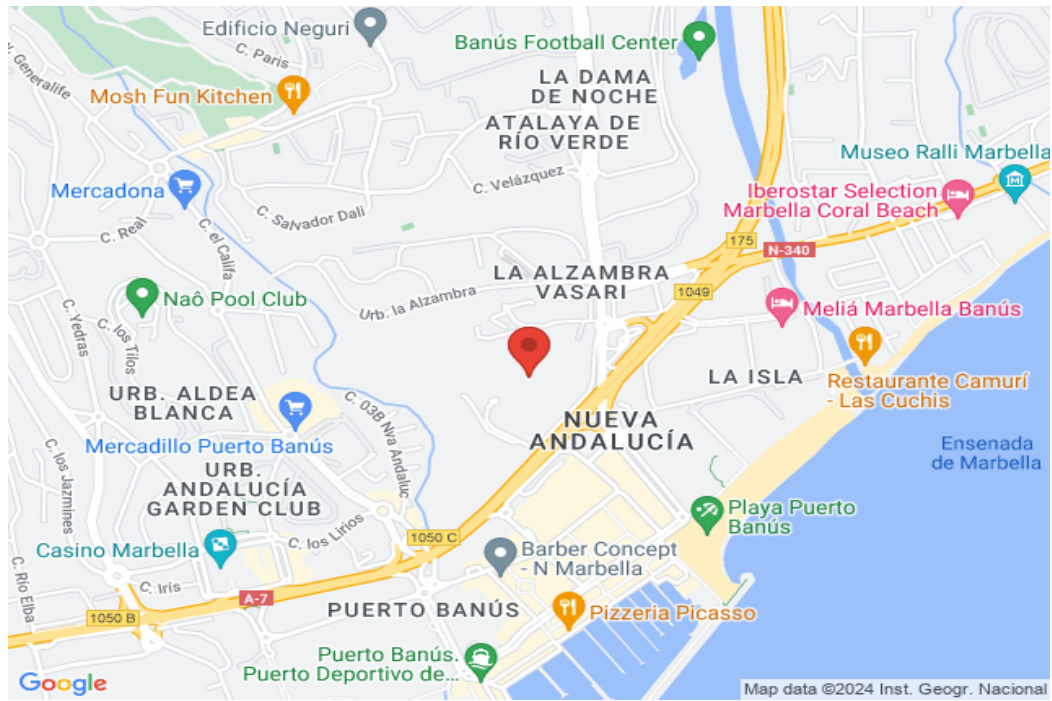 Edificio Neguri
C. Paris
Generalife
Mosh Fun Kitchen
Banús Football Center
LA DAMA
DE NOCHE
ATALAYA DE
RÍO VERDE
Museo Ralli Marbella
Mercadona
C. Velázquez
Iberostar Selection
Marbella Coral Beach
C. Salvador Dalí
C. Real
C. el Califa
175
N-340
LA ALZAMBRA
VASARI
1049
Naô Pool Club
Urb. la Alzambra
Meliá Marbella Banús
C. Yedras
C. los Tilos
LA ISLA
Restaurante Camurí
- Las Cuchis
URB. ALDEA
BLANCA
C. 03B Nva Andaluc
NUEVA
ANDALUCÍA
Mercadillo Puerto Banús
Ensenada
de Marbella
C. los Jazmines
URB.
ANDALUCÍA
GARDEN CLUB
Playa Puerto
Banús
C. los Lirios
1050 C
Casino Marbella
Barber Concept
- N Marbella
C. Iris
C. Río Elba
A-7
1050 B
PUERTO BANÚS
Pizzeria Picasso
Puerto Banús.
Puerto Deportivo de...
Google
Map data ©2024 Inst. Geogr. Nacional